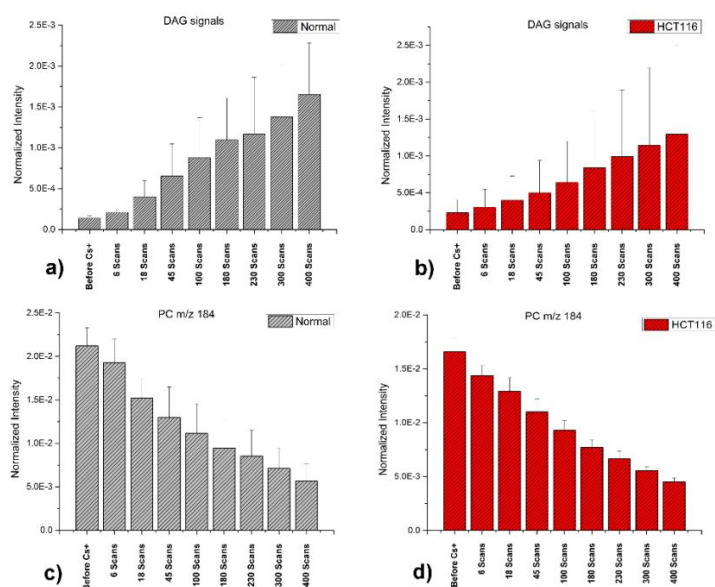 DAG signals
Normal
Normalized Intensity
2.5E-3
2.0E-3
1.5E-3
1.0E-3
5.0E-4
0.0
Before Cs+
6 Scans
18 Scans
45 Scans
100 Scans
180 Scans
230 Scans
300 Scans
400 Scans
a)
DAG signals
HCT116
Normalized Intensity
2.5E-3
2.0E-3
1.5E-3
1.0E-3
5.0E-4
0.0
Before Cs+
6 Scans
18 Scans
45 Scans
100 Scans
180 Scans
230 Scans
300 Scans
400 Scans
b)
PC m/z 184
Normal
Normalized Intensity
2.5E-2
2.0E-2
1.5E-2
1.0E-2
5.0E-3
0.0
Before Cs+
6 Scans
18 Scans
45 Scans
100 Scans
180 Scans
230 Scans
300 Scans
400 Scans
c)
PC m/z 184
HCT116
Normalized Intensity
2.0E-2
1.5E-2
1.0E-2
5.0E-3
0.0
Before Cs+
6 Scans
18 Scans
45 Scans
100 Scans
180 Scans
230 Scans
300 Scans
400 Scans
d)